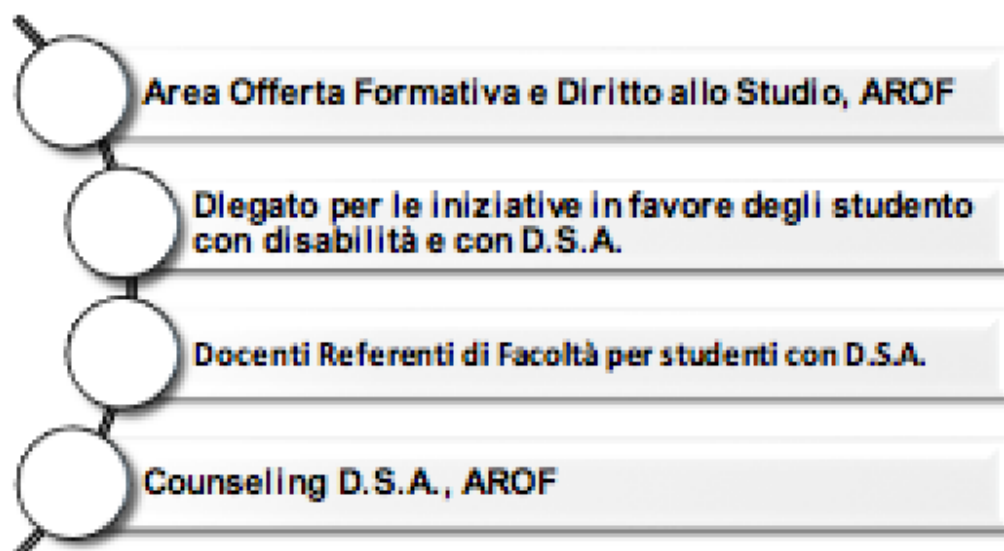 Area Offerta Formativa e Diritto allo Studio, AROF
Dlegato per le iniziative in favore degli studento
con disabilità e con D.S.A.
Docenti Referenti di Facoltà per studenti con D.S.A.
Counseling D.S.A., AROF